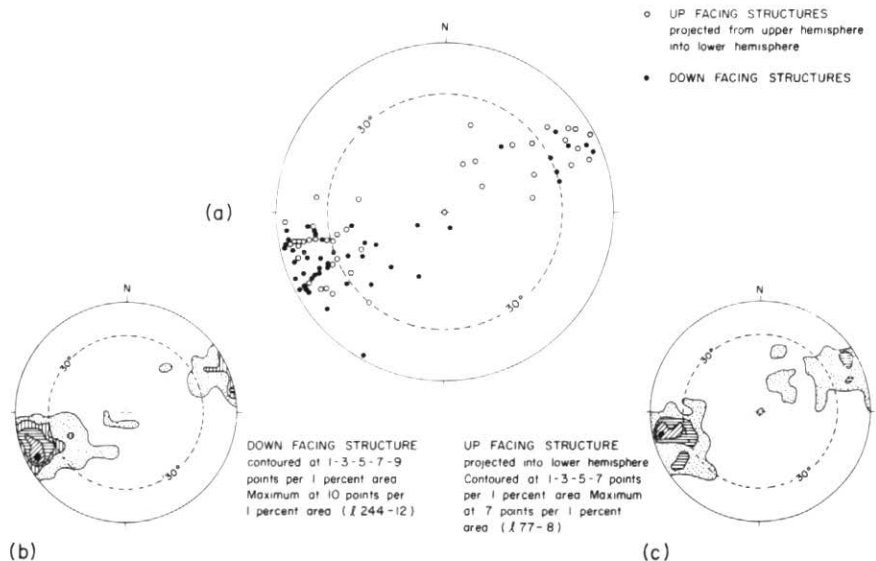 UP FACING STRUCTURES
projected from upper hemisphere
into lower hemisphere
DOWN FACING STRUCTURES
N
30°
30°
(a)
N
30°
30°
(b)
DOWN FACING STRUCTURE
contoured at 1-3-5-7-9
points per 1 percent area
Maximum at 10 points per
1 percent area (ℓ 244-12)
UP FACING STRUCTURE
projected into lower hemisphere
Contoured at 1-3-5-7 points
per 1 percent area Maximum
at 7 points per 1 percent
area (ℓ 77-8)
N
30°
30°
(c)